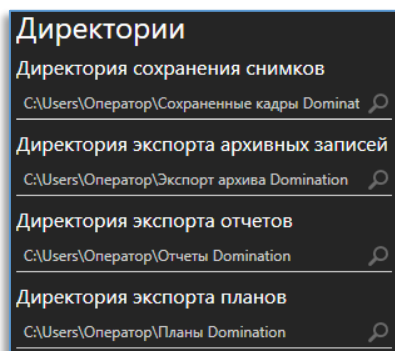 Директории
Директория сохранения снимков
C:\Users\Оператор\Сохраненные кадры Dominat
Директория экспорта архивных записей
C:\Users\Оператор\Экспорт архива Domination
Директория экспорта отчетов
C:\Users\Оператор\Отчеты Domination
Директория экспорта планов
C:\Users\Оператор\Планы Domination